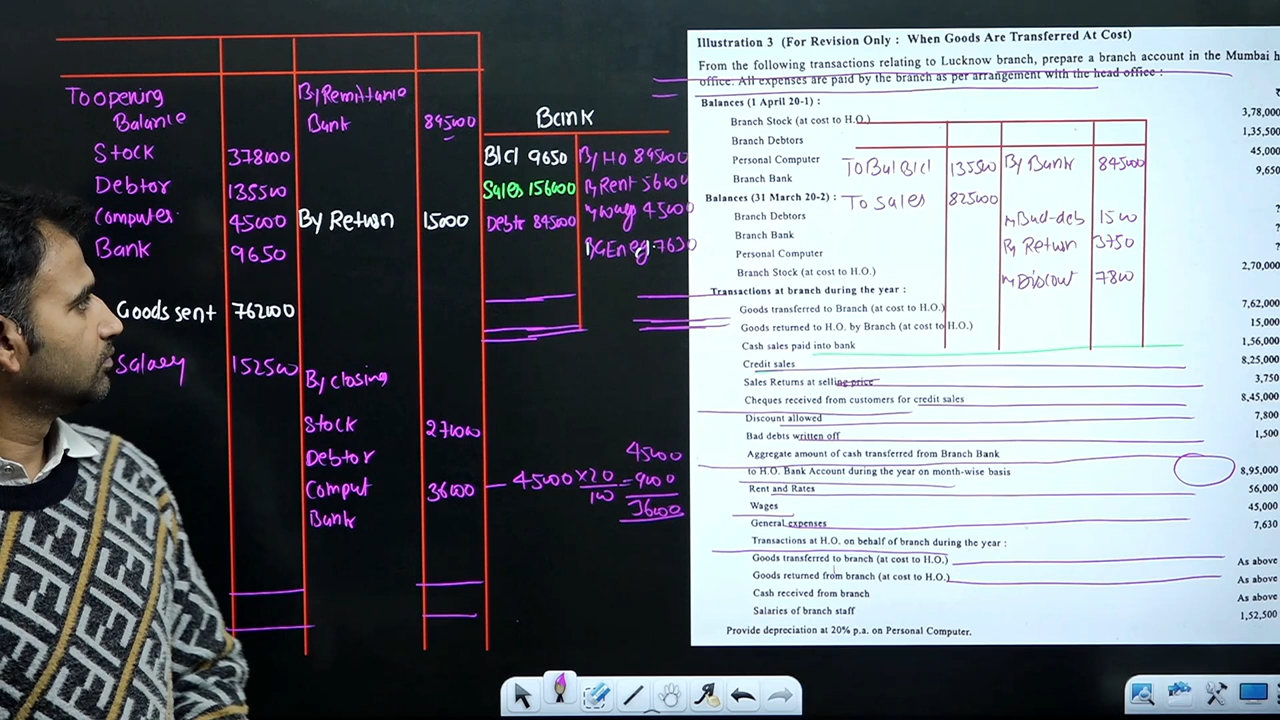 To opening
Balance
Stock 378000
Debtor 135500
Computer 45000
Bank 9650
Goods sent 762000
Salary 152500
By Remittance
Bank 895000
By Return 15000
By closing
Stock 27000
Debtor
Comput 36000
Bank
Bank
B/cl 9650 By HO 895000
Sales 156000 By Rent 56000
Debtr 845000 By wages 45000
7630
45000 × 20
100
=
45000
9000
36000
Illustration 3 (For Revision Only : When Goods Are Transferred At Cost)
From the following transactions relating to Lucknow branch, prepare a branch account in the Mumbai h
office. All expenses are paid by the branch as per arrangement with the head office :
Balances (1 April 20-1) : ₹
Branch Stock (at cost to H.O.) 3,78,000
Branch Debtors 1,35,500
Personal Computer 45,000
Branch Bank 9,650
Balances (31 March 20-2) :
Branch Debtors ?
Branch Bank ?
Personal Computer ?
Branch Stock (at cost to H.O.) 2,70,000
Transactions at branch during the year :
Goods transferred to Branch (at cost to H.O.) 7,62,000
Goods returned to H.O. by Branch (at cost to H.O.) 15,000
Cash sales paid into bank 1,56,000
Credit sales 8,25,000
Sales Returns at selling price 3,750
Cheques received from customers for credit sales 8,45,000
Discount allowed 7,800
Bad debts written off 1,500
Aggregate amount of cash transferred from Branch Bank
to H.O. Bank Account during the year on month-wise basis 8,95,000
Rent and Rates 56,000
Wages 45,000
General expenses 7,630
Transactions at H.O. on behalf of branch during the year :
Goods transferred to branch (at cost to H.O.) As above
Goods returned from branch (at cost to H.O.) As above
Cash received from branch As above
Salaries of branch staff 1,52,500
Provide depreciation at 20% p.a. on Personal Computer.
To Bal B/cl 135500 By Bank 845000
To Sales 825000
By Bad-deb 1500
By Return 3750
By Discout 7800